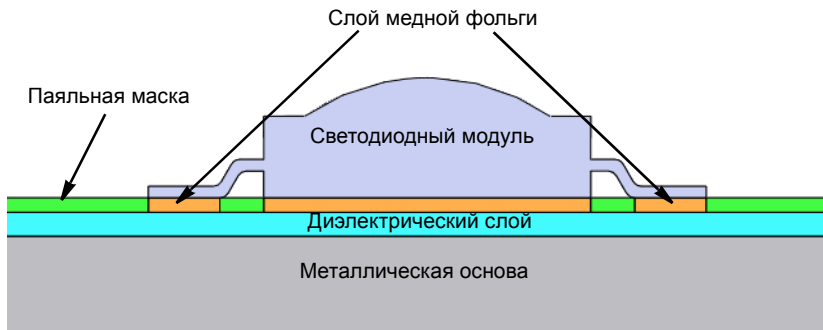 Слой медной фольги
Паяльная маска
Светодиодный модуль
Диэлектрический слой
Металлическая основа